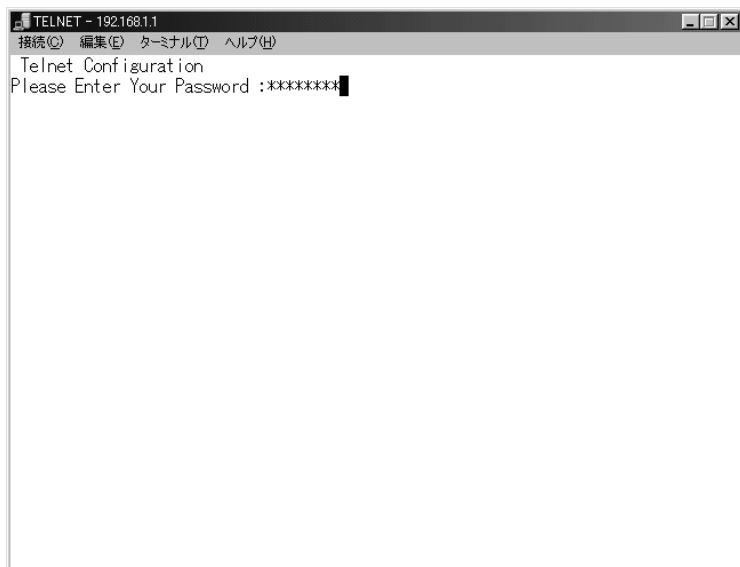 TELNET - 192.168.1.1
接続(C) 編集(E) ターミナル(T) ヘルプ(H)
Telnet Configuration
Please Enter Your Password :********